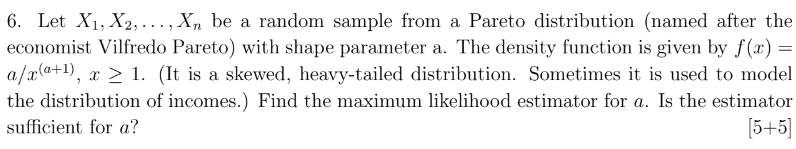 6. Let X₁, X₂, . . . , Xₙ be a random sample from a Pareto distribution (named after the
economist Vilfredo Pareto) with shape parameter a. The density function is given by f(x) =
a/x^(a+1), x ≥ 1. (It is a skewed, heavy-tailed distribution. Sometimes it is used to model
the distribution of incomes.) Find the maximum likelihood estimator for a. Is the estimator
sufficient for a? [5+5]